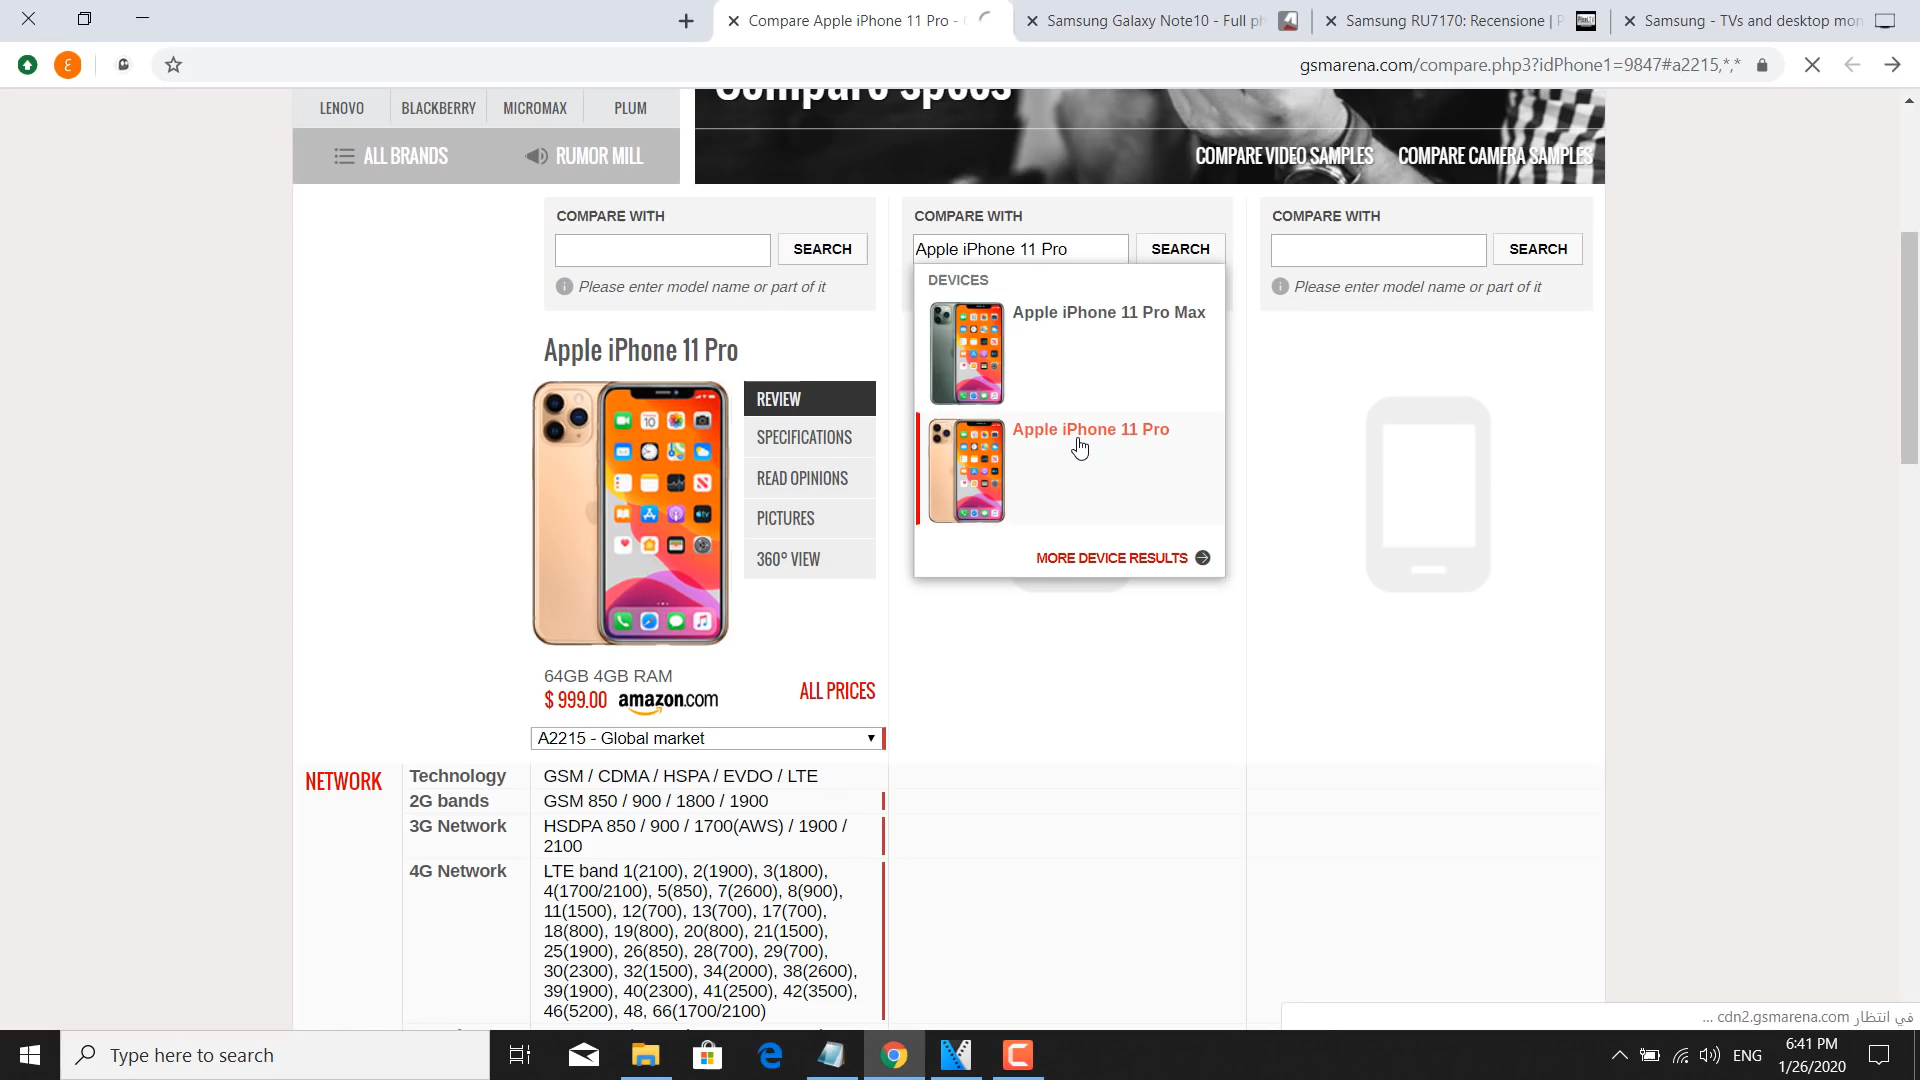 Compare Apple iPhone 11 Pro -
Samsung Galaxy Note10 - Full ph
Samsung RU7170: Recensione | P
Samsung - TVs and desktop mon
gsmarena.com/compare.php3?idPhone1=9847#a2215,*,*
LENOVO
BLACKBERRY
MICROMAX
PLUM
Compare specs
ALL BRANDS
RUMOR MILL
COMPARE VIDEO SAMPLES
COMPARE CAMERA SAMPLES
COMPARE WITH
SEARCH
Please enter model name or part of it
COMPARE WITH
Apple iPhone 11 Pro
SEARCH
COMPARE WITH
SEARCH
Please enter model name or part of it
DEVICES
Apple iPhone 11 Pro Max
Apple iPhone 11 Pro
MORE DEVICE RESULTS
Apple iPhone 11 Pro
REVIEW
SPECIFICATIONS
READ OPINIONS
PICTURES
360° VIEW
64GB 4GB RAM
$ 999.00 amazon.com
ALL PRICES
A2215 - Global market
NETWORK
Technology
GSM / CDMA / HSPA / EVDO / LTE
2G bands
GSM 850 / 900 / 1800 / 1900
3G Network
HSDPA 850 / 900 / 1700(AWS) / 1900 /
2100
4G Network
LTE band 1(2100), 2(1900), 3(1800),
4(1700/2100), 5(850), 7(2600), 8(900),
11(1500), 12(700), 13(700), 17(700),
18(800), 19(800), 20(800), 21(1500),
25(1900), 26(850), 28(700), 29(700),
30(2300), 32(1500), 34(2000), 38(2600),
39(1900), 40(2300), 41(2500), 42(3500),
46(5200), 48, 66(1700/2100)
في انتظار cdn2.gsmarena.com ...
Type here to search
ENG
6:41 PM
1/26/2020